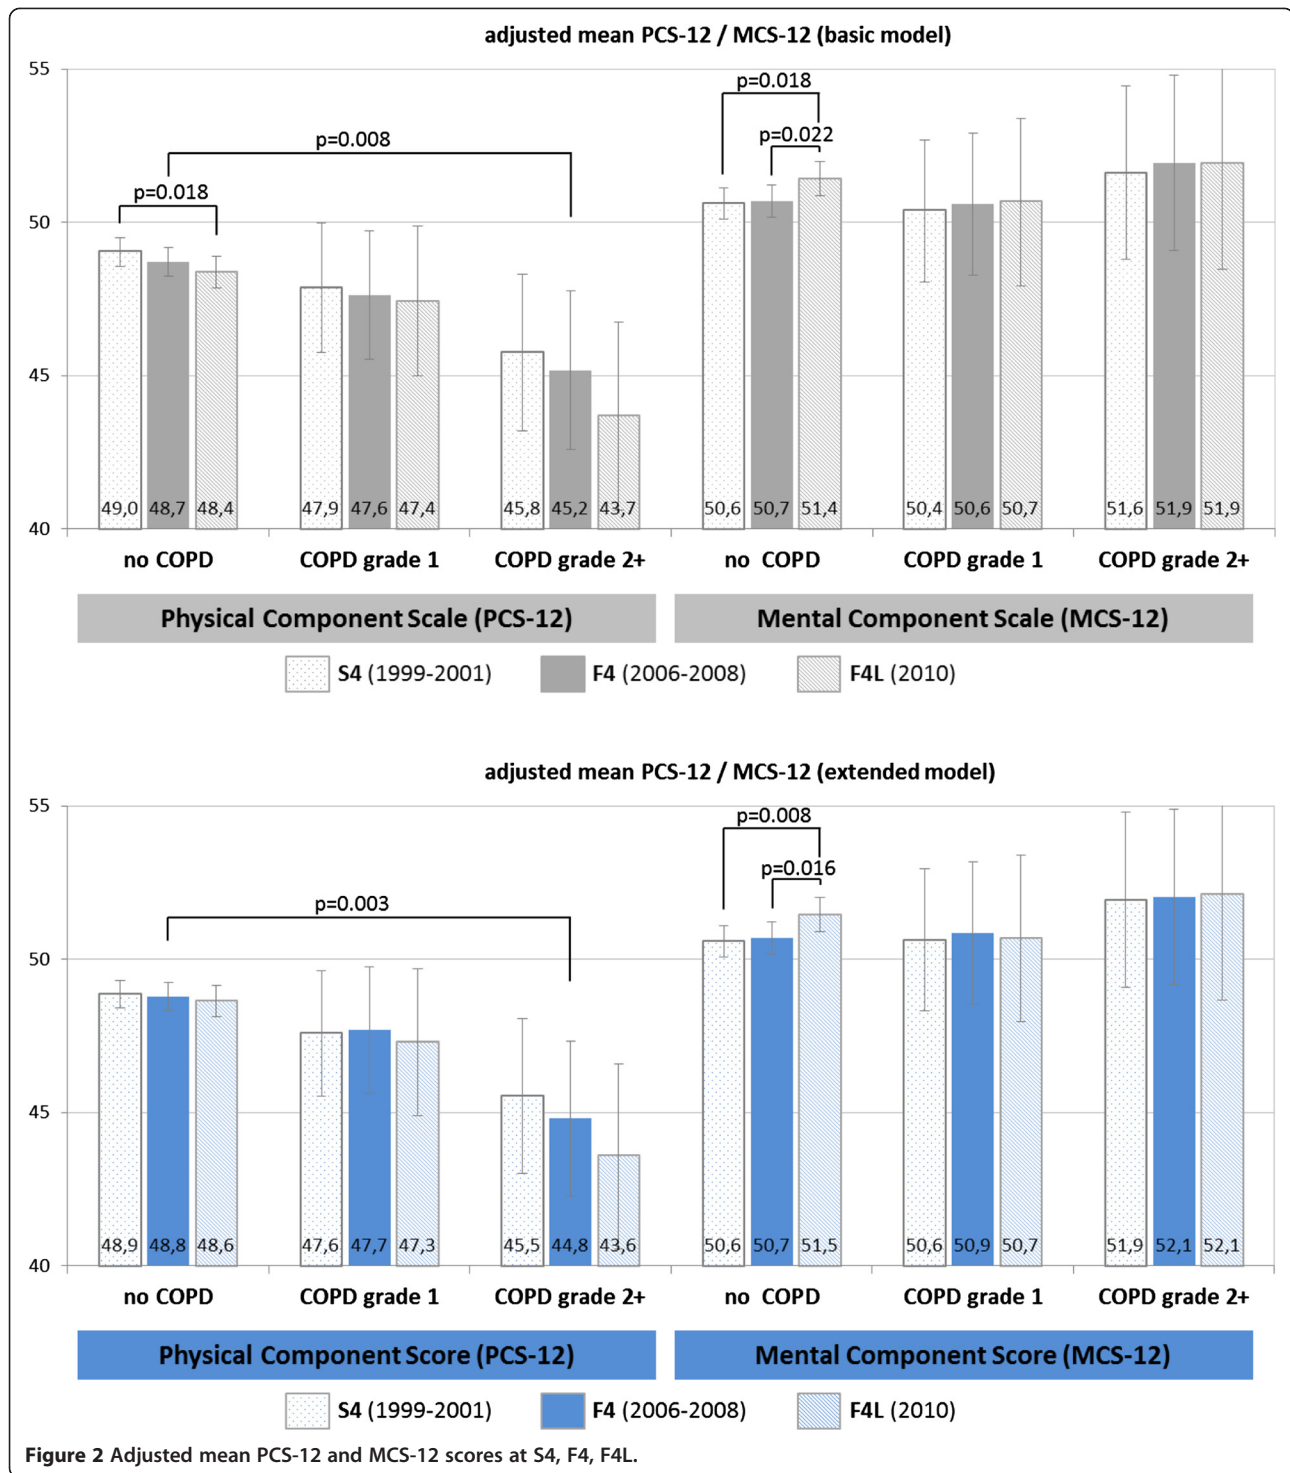 adjusted mean PCS-12 / MCS-12 (basic model)
55
50
45
40
p=0.018
p=0.008
p=0.018
p=0.022
49,0 48,7 48,4 47,9 47,6 47,4 45,8 45,2 43,7 50,6 50,7 51,4 50,4 50,6 50,7 51,6 51,9 51,9
no COPD COPD grade 1 COPD grade 2+ no COPD COPD grade 1 COPD grade 2+
Physical Component Scale (PCS-12) Mental Component Scale (MCS-12)
S4 (1999-2001) F4 (2006-2008) F4L (2010)
adjusted mean PCS-12 / MCS-12 (extended model)
55
50
45
40
p=0.003
p=0.008
p=0.016
48,9 48,8 48,6 47,6 47,7 47,3 45,5 44,8 43,6 50,6 50,7 51,5 50,6 50,9 50,7 51,9 52,1 52,1
no COPD COPD grade 1 COPD grade 2+ no COPD COPD grade 1 COPD grade 2+
Physical Component Score (PCS-12) Mental Component Score (MCS-12)
S4 (1999-2001) F4 (2006-2008) F4L (2010)
Figure 2 Adjusted mean PCS-12 and MCS-12 scores at S4, F4, F4L.